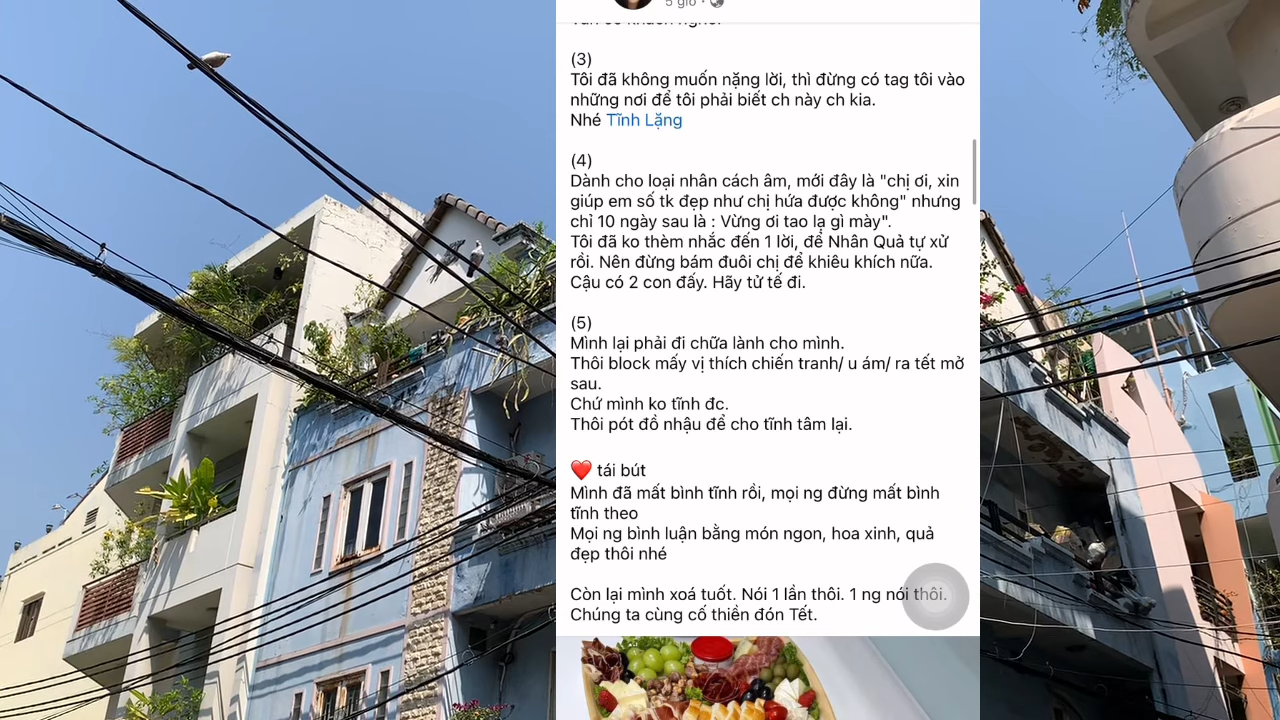 5 giờ
(3)
Tôi đã không muốn nặng lời, thì đừng có tag tôi vào
những nơi để tôi phải biết ch này ch kia.
Nhé Tĩnh Lặng
(4)
Dành cho loại nhân cách âm, mới đây là "chị ơi, xin
giúp em số tk đẹp như chị hứa được không" nhưng
chỉ 10 ngày sau là : Vừng ơi tao lạ gì mày".
Tôi đã ko thèm nhắc đến 1 lời, để Nhân Quả tự xử
rồi. Nên đừng bám đuôi chị để khiêu khích nữa.
Cậu có 2 con đấy. Hãy tử tế đi.
(5)
Mình lại phải đi chữa lành cho mình.
Thôi block mấy vị thích chiến tranh/ u ám/ ra tết mở
sau.
Chứ mình ko tĩnh đc.
Thôi pót đồ nhậu để cho tĩnh tâm lại.
❤️ tái bút
Mình đã mất bình tĩnh rồi, mọi ng đừng mất bình
tĩnh theo
Mọi ng bình luận bằng món ngon, hoa xinh, quả
đẹp thôi nhé
Còn lại mình xoá tuốt. Nói 1 lần thôi. 1 ng nói thôi.
Chúng ta cùng cố thiền đón Tết.